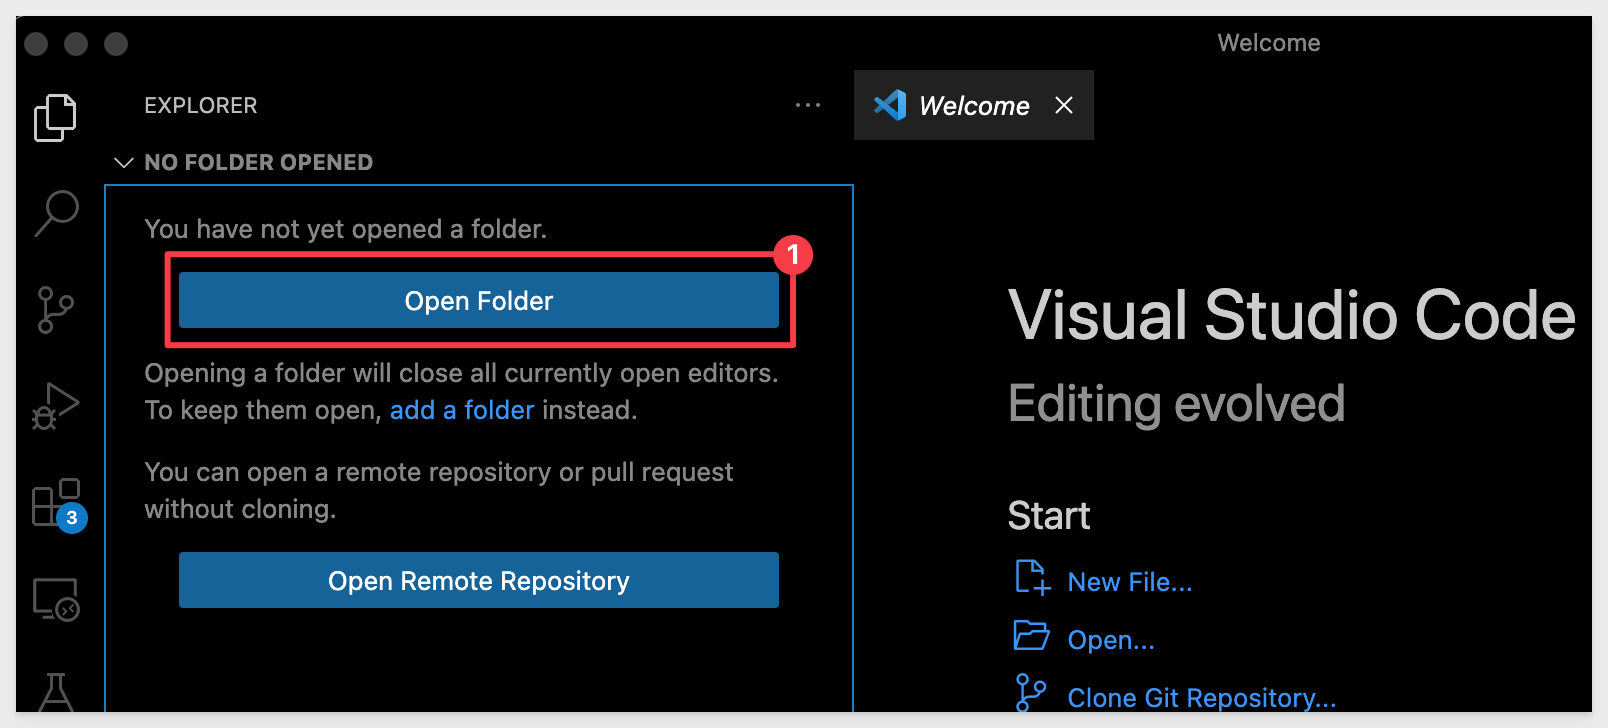 Welcome
EXPLORER
...
Welcome
NO FOLDER OPENED
You have not yet opened a folder.
1
Open Folder
Opening a folder will close all currently open editors.
To keep them open, add a folder instead.
You can open a remote repository or pull request
without cloning.
Open Remote Repository
3
Visual Studio Code
Editing evolved
Start
New File...
Open...
Clone Git Repository...